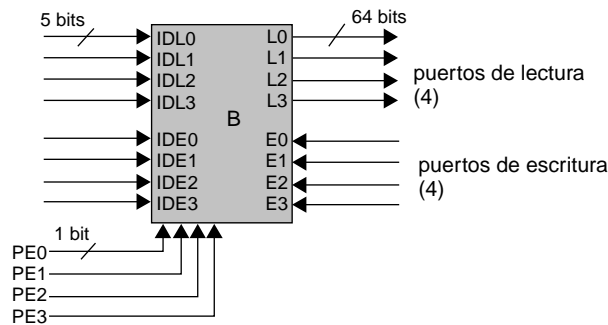 5 bits 64 bits
IDL0 L0
IDL1 L1
IDL2 L2
IDL3 L3
puertos de lectura
(4)
B
IDE0 E0
IDE1 E1
IDE2 E2
IDE3 E3
puertos de escritura
(4)
1 bit
PE0
PE1
PE2
PE3